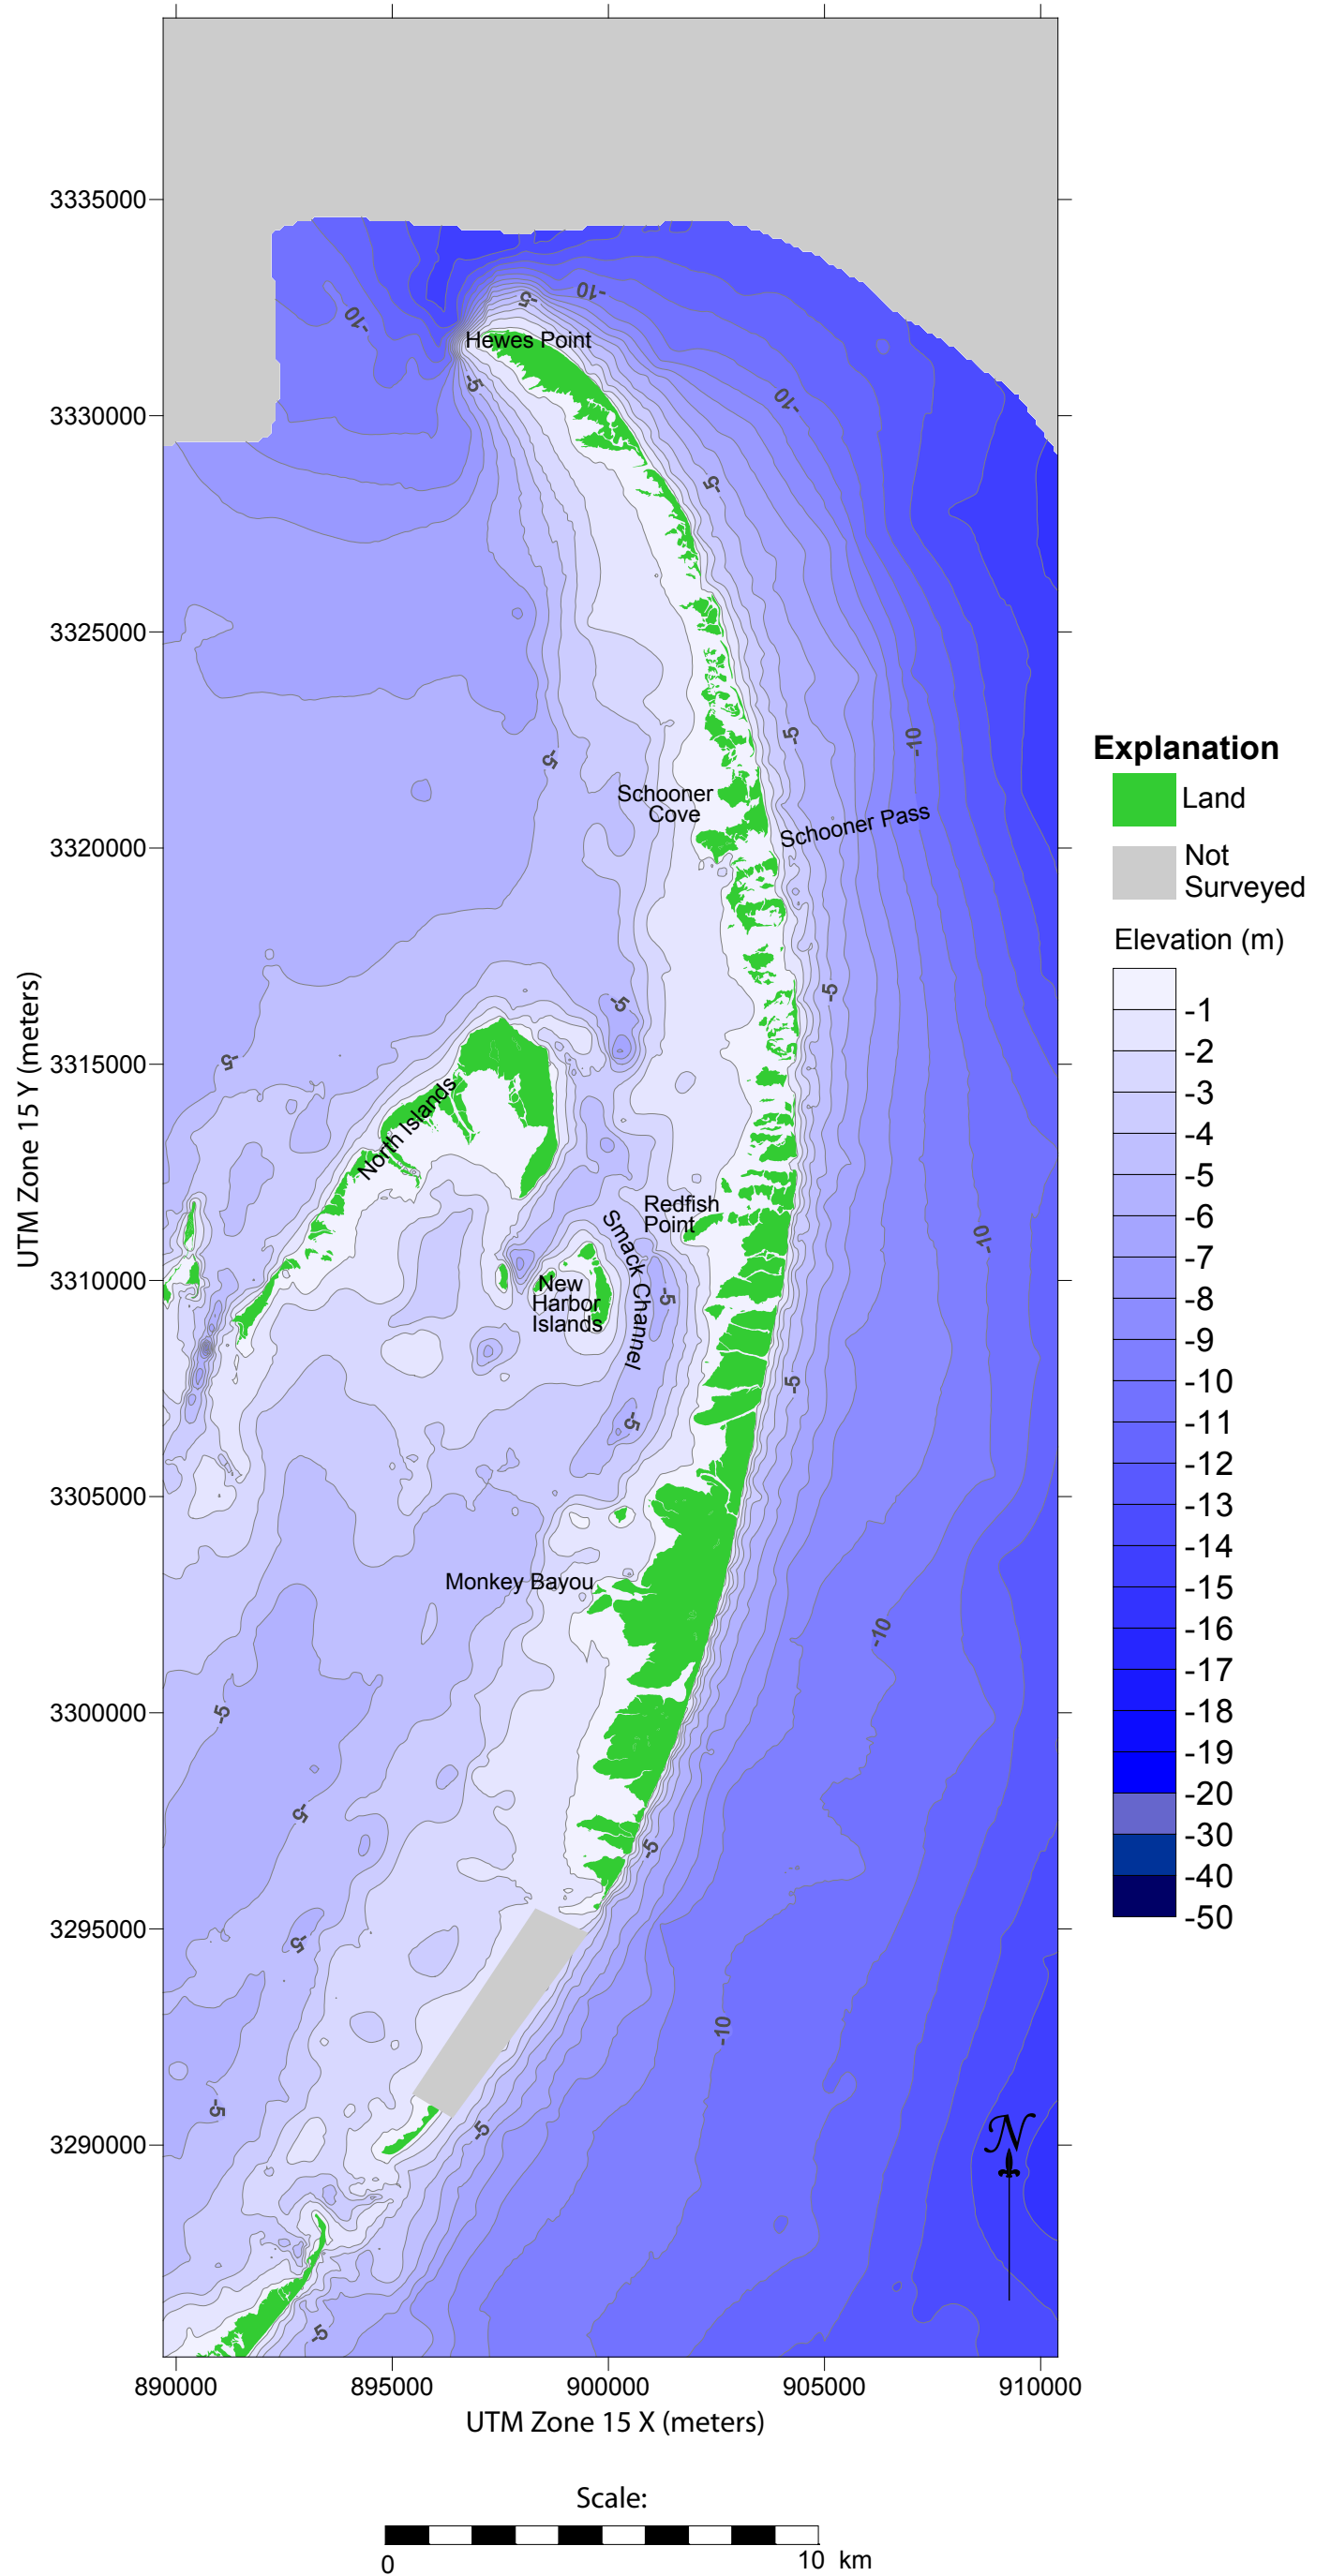 3335000
3330000
3325000
3320000
3315000
3310000
3305000
3300000
3295000
3290000
UTM Zone 15 Y (meters)
890000
895000
900000
905000
910000
UTM Zone 15 X (meters)
-5
-10
-10
Hewes Point
-5
-10
-5
-5
-10
-5
Schooner
Cove
Schooner Pass
-5
-5
-5
North Islands
Redfish
Point
Smack Channel
-10
New
Harbor
Islands
-5
-5
-5
Monkey Bayou
-10
-5
-5
-5
-5
-10
-5
-5
-5
N
Explanation
Land
Not
Surveyed
Elevation (m)
-1
-2
-3
-4
-5
-6
-7
-8
-9
-10
-11
-12
-13
-14
-15
-16
-17
-18
-19
-20
-30
-40
-50
Scale:
0
10 km